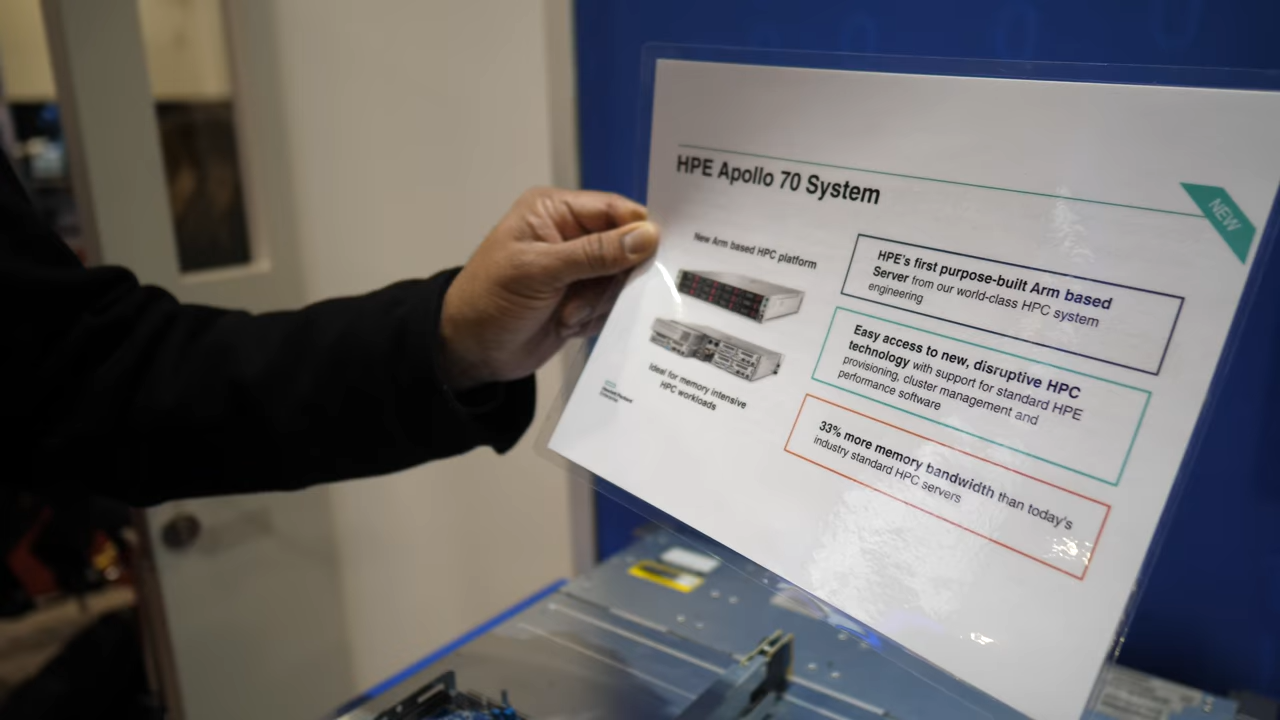 HPE Apollo 70 System
NEW
New Arm based HPC platform
Ideal for memory intensive
HPC workloads
Hewlett Packard
Enterprise
HPE's first purpose-built Arm based
Server from our world-class HPC system
engineering
Easy access to new, disruptive HPC
technology with support for standard HPE
provisioning, cluster management and
performance software
33% more memory bandwidth than today's
industry standard HPC servers